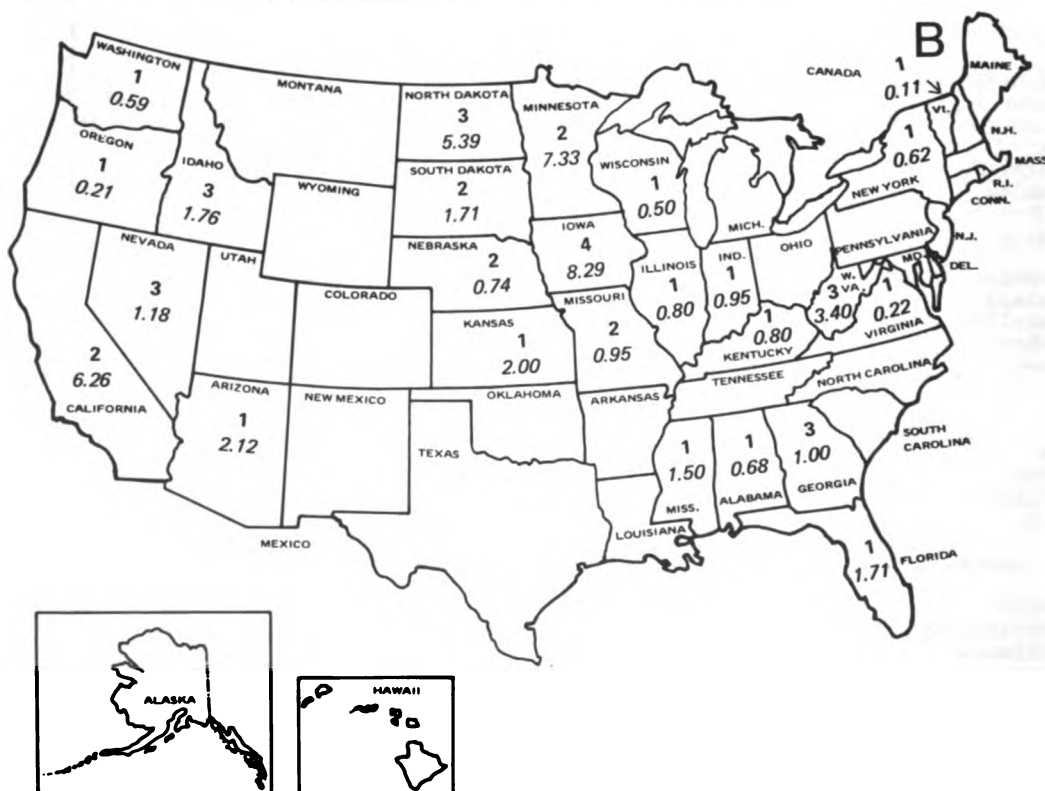 B
WASHINGTON
1
0.59
OREGON
1
0.21
IDAHO
3
1.76
MONTANA
WYOMING
NORTH DAKOTA
3
5.39
SOUTH DAKOTA
2
1.71
MINNESOTA
2
7.33
WISCONSIN
1
0.50
CANADA
1
0.11
MAINE
VT.
N.H.
MASS
R.I.
CONN.
1
0.62
NEW YORK
MICH.
NEVADA
3
1.18
UTAH
COLORADO
NEBRASKA
2
0.74
IOWA
4
8.29
ILLINOIS
1
0.80
IND.
1
0.95
OHIO
PENNSYLVANIA
N.J.
MD.
DEL.
W.
VA.
3
3.40
1
0.22
VIRGINIA
2
6.26
CALIFORNIA
ARIZONA
1
2.12
NEW MEXICO
KANSAS
1
2.00
MISSOURI
2
0.95
1
0.80
KENTUCKY
TENNESSEE
NORTH CAROLINA
SOUTH
CAROLINA
OKLAHOMA
ARKANSAS
TEXAS
LOUISIANA
1
1.50
MISS.
1
0.68
ALABAMA
3
1.00
GEORGIA
1
1.71
FLORIDA
MEXICO
ALASKA
HAWAII